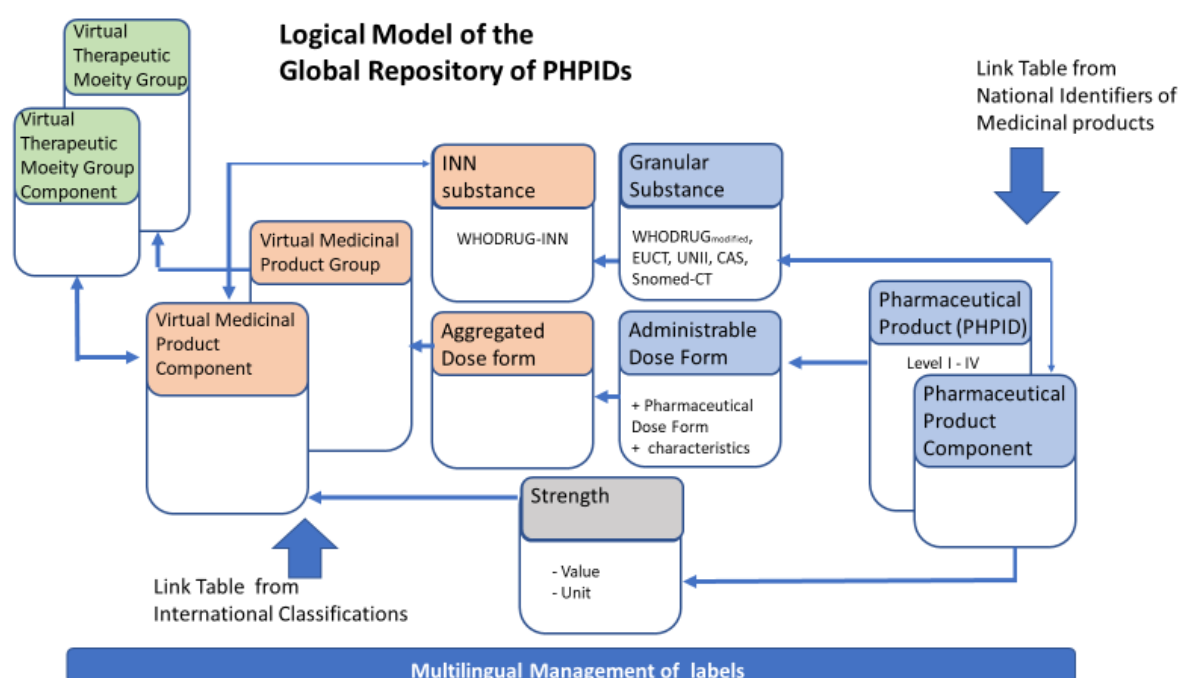 Logical Model of the
Global Repository of PHPIDs
Virtual
Therapeutic
Moeity Group
Virtual
Therapeutic
Moeity Group
Component
Link Table from
National Identifiers of
Medicinal products
INN
substance
WHODRUG-INN
Granular
Substance
WHODRUGmodified,
EUCT, UNII, CAS,
Snomed-CT
Virtual Medicinal
Product Group
Virtual Medicinal
Product
Component
Aggregated
Dose form
Administrable
Dose Form
+ Pharmaceutical
Dose Form
+ characteristics
Pharmaceutical
Product (PHPID)
Level I - IV
Pharmaceutical
Product
Component
Strength
- Value
- Unit
Link Table from
International Classifications
Multilingual Management of labels